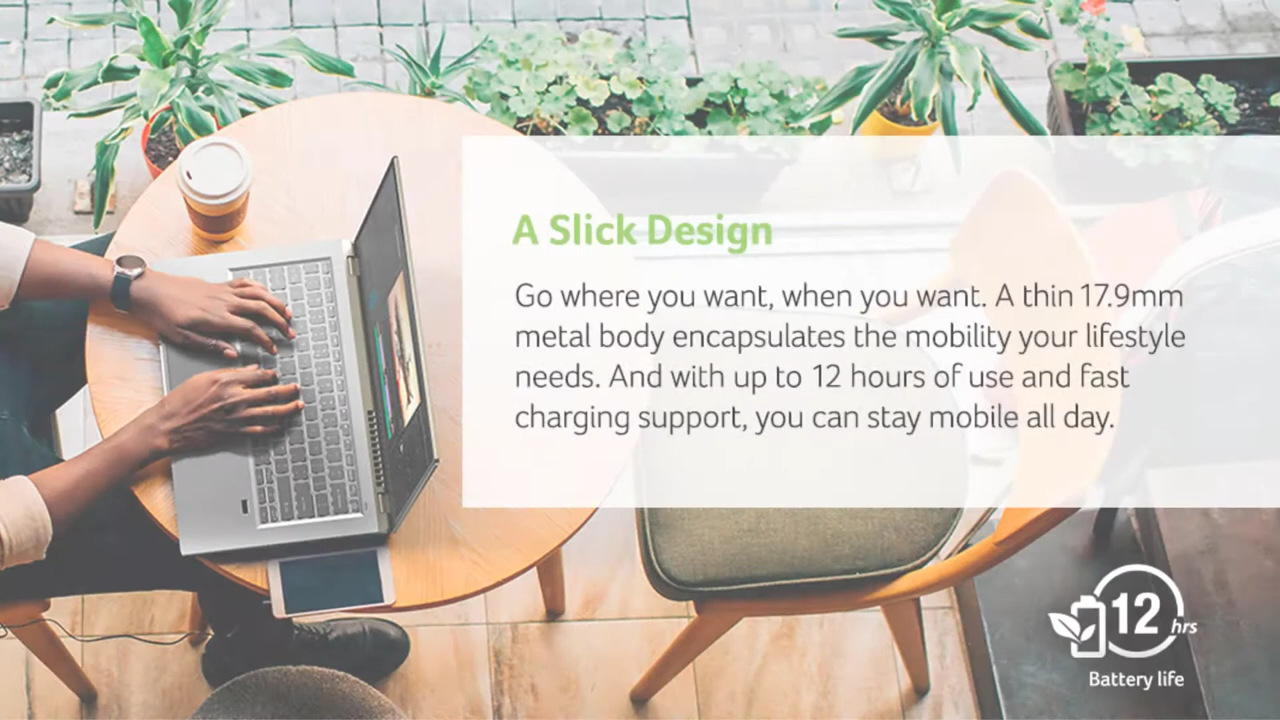 A Slick Design
Go where you want, when you want. A thin 17.9mm
metal body encapsulates the mobility your lifestyle
needs. And with up to 12 hours of use and fast
charging support, you can stay mobile all day.
12 hrs
Battery life